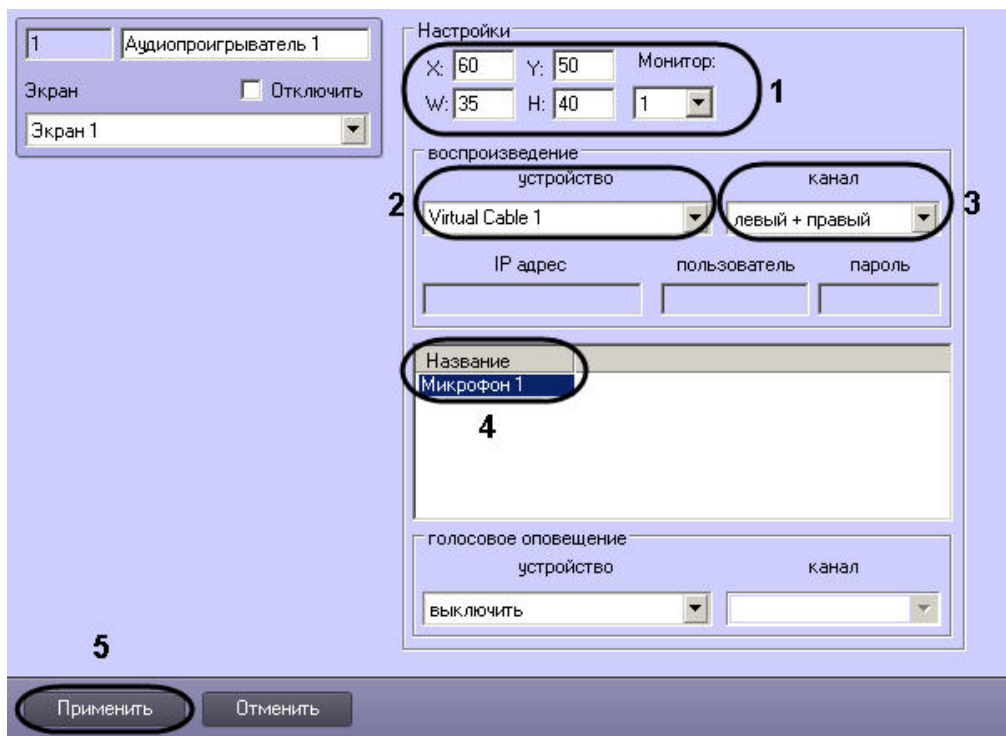 1 Аудиопроигрыватель 1
Экран Отключить
Экран 1
Настройки
X: 60 Y: 50 Монитор:
W: 35 H: 40 1
1
воспроизведение
устройство канал
2 Virtual Cable 1 левый + правый 3
IP адрес пользователь пароль
Название
Микрофон 1
4
голосовое оповещение
устройство канал
выключить
5
Применить Отменить